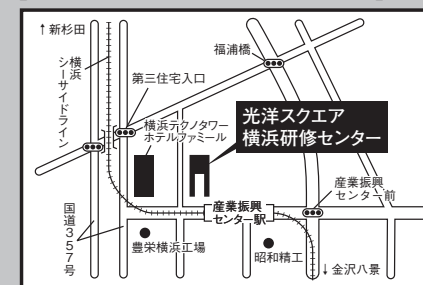 ↑新杉田
横浜
シーサイドライン
第三住宅入口
福浦橋
横浜テクノタワー
ホテルファミール
光洋スクエア
横浜研修センター
産業振興
センター前
産業振興
センター駅
国道357号
豊栄横浜工場
昭和精工
↓金沢八景